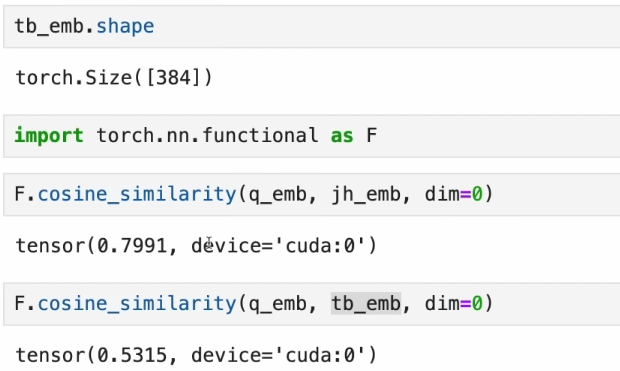 tb_emb.shape
torch.Size([384])
import torch.nn.functional as F
F.cosine_similarity(q_emb, jh_emb, dim=0)
tensor(0.7991, device='cuda:0')
F.cosine_similarity(q_emb, tb_emb, dim=0)
tensor(0.5315, device='cuda:0')